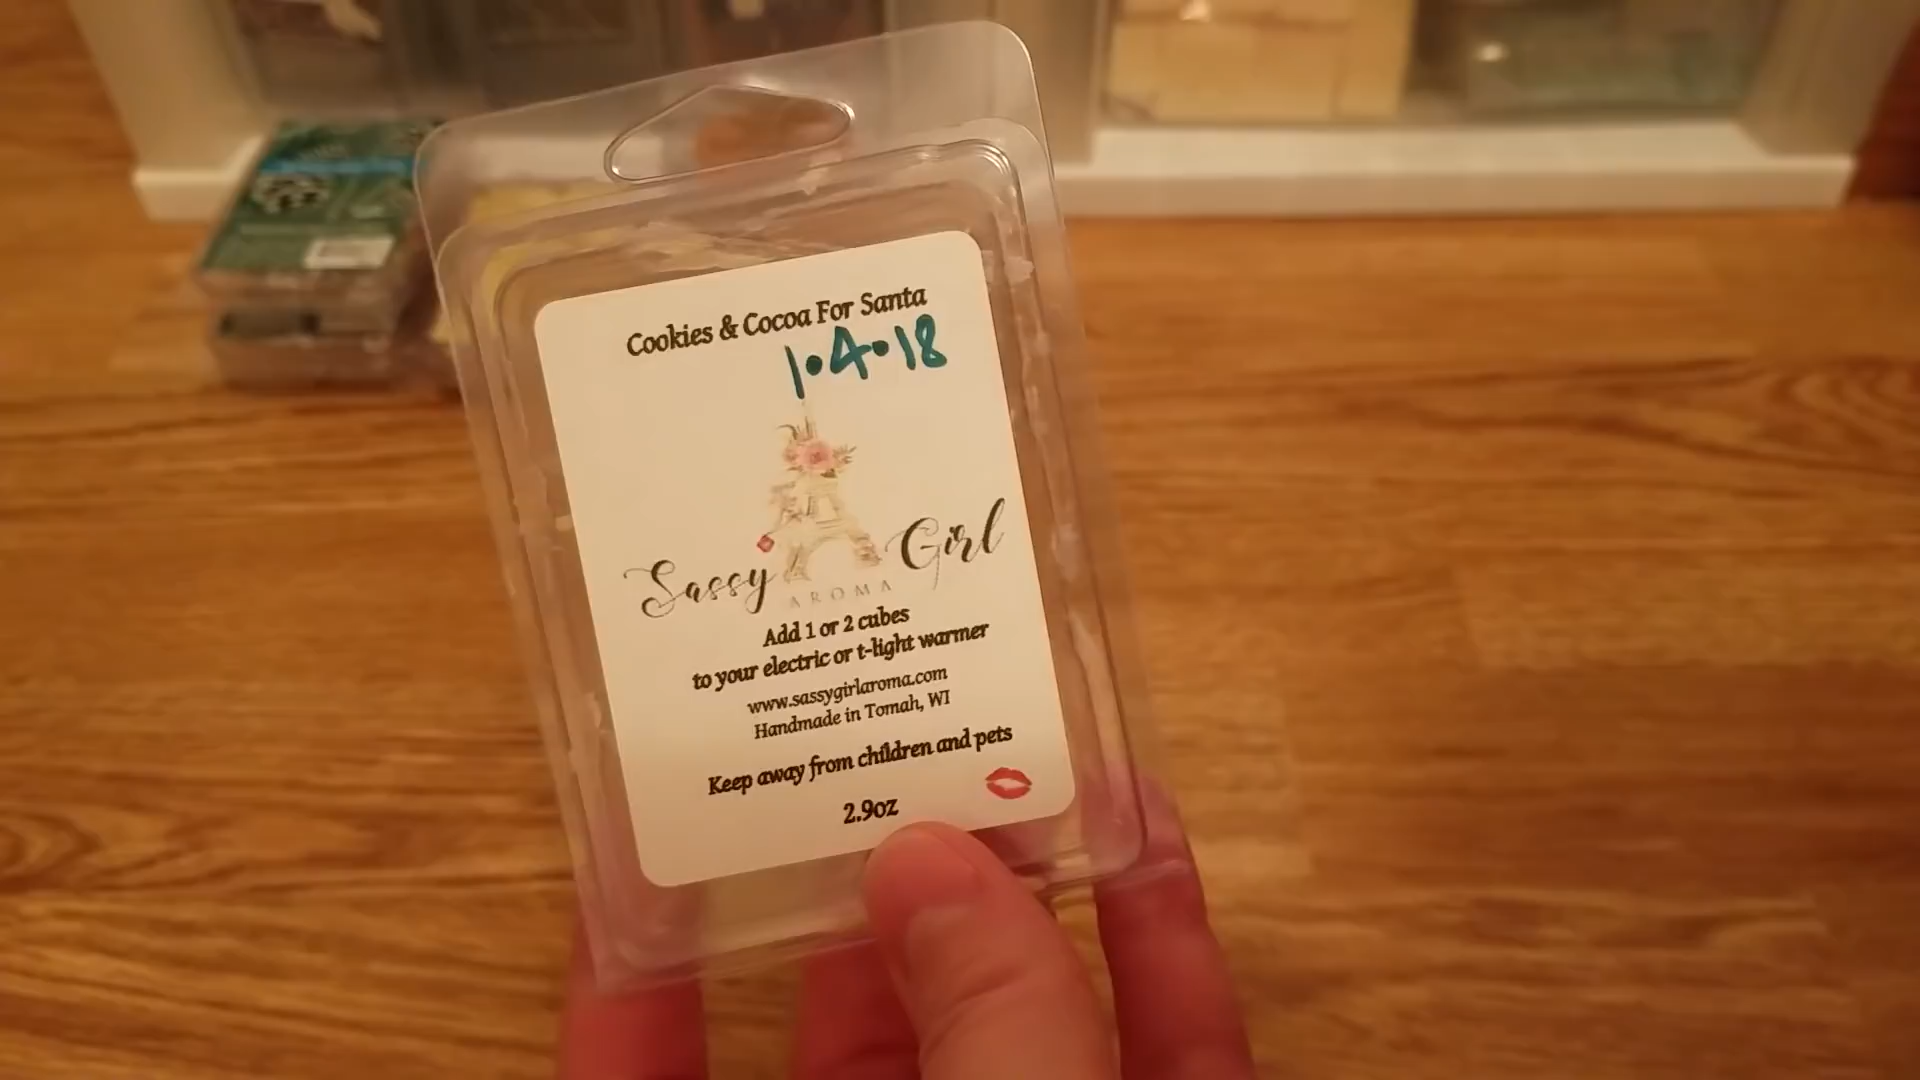 Cookies & Cocoa For Santa
1•4•18
Sassy Girl
AROMA
Add 1 or 2 cubes
to your electric or t-light warmer
www.sassygirlaroma.com
Handmade in Tomah, WI
Keep away from children and pets
2.9oz